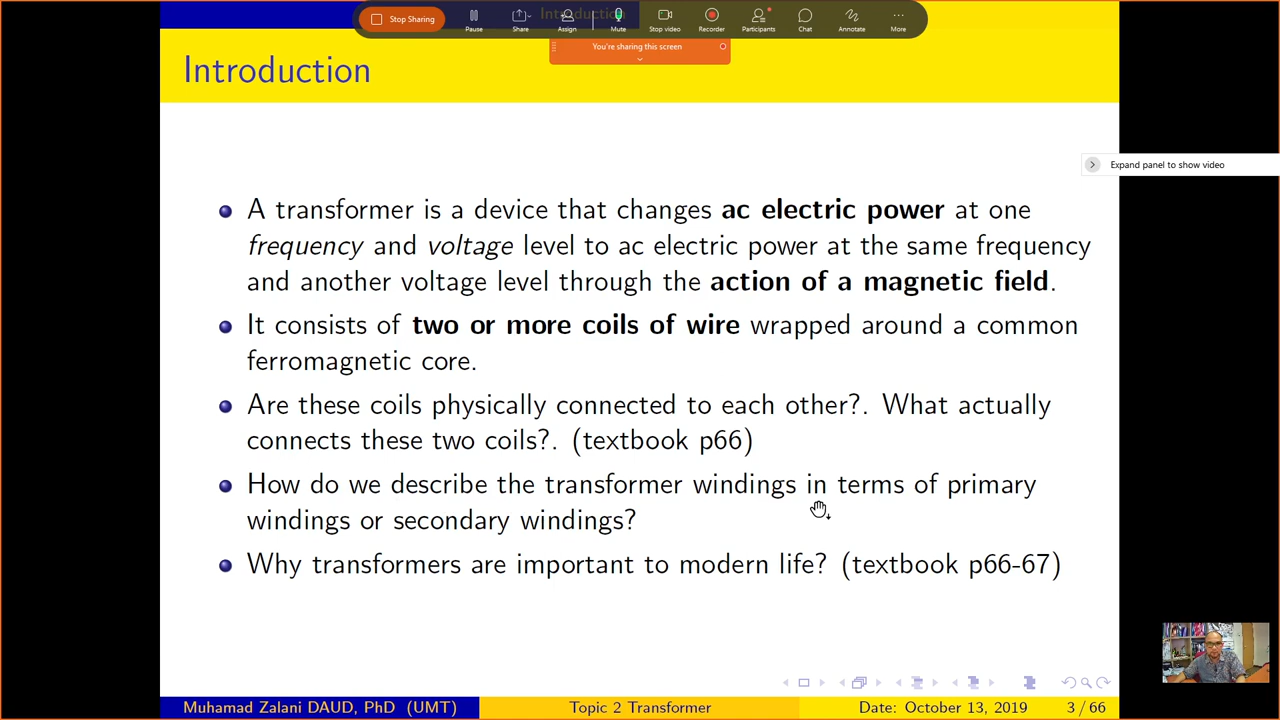 Introduction
Stop Sharing
Pause
Share
Assign
Mute
Stop video
Recorder
Participants
Chat
Annotate
More
You're sharing this screen
Introduction
Expand panel to show video
A transformer is a device that changes ac electric power at one
frequency and voltage level to ac electric power at the same frequency
and another voltage level through the action of a magnetic field.
It consists of two or more coils of wire wrapped around a common
ferromagnetic core.
Are these coils physically connected to each other?. What actually
connects these two coils?. (textbook p66)
How do we describe the transformer windings in terms of primary
windings or secondary windings?
Why transformers are important to modern life? (textbook p66-67)
Muhamad Zalani DAUD, PhD (UMT)
Topic 2 Transformer
Date: October 13, 2019
3 / 66